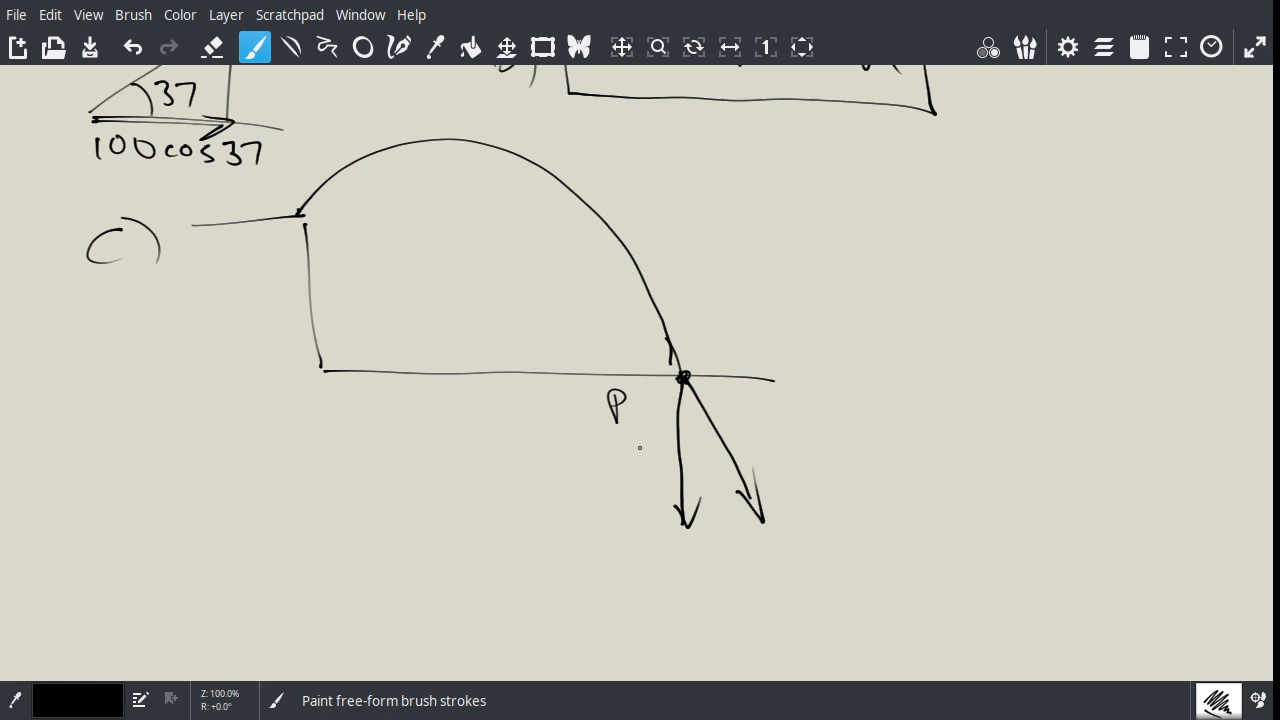 File Edit View Brush Color Layer Scratchpad Window Help
1
37
100cos37
c)
P
Z: 100.0%
R: +0.0°
Paint free-form brush strokes